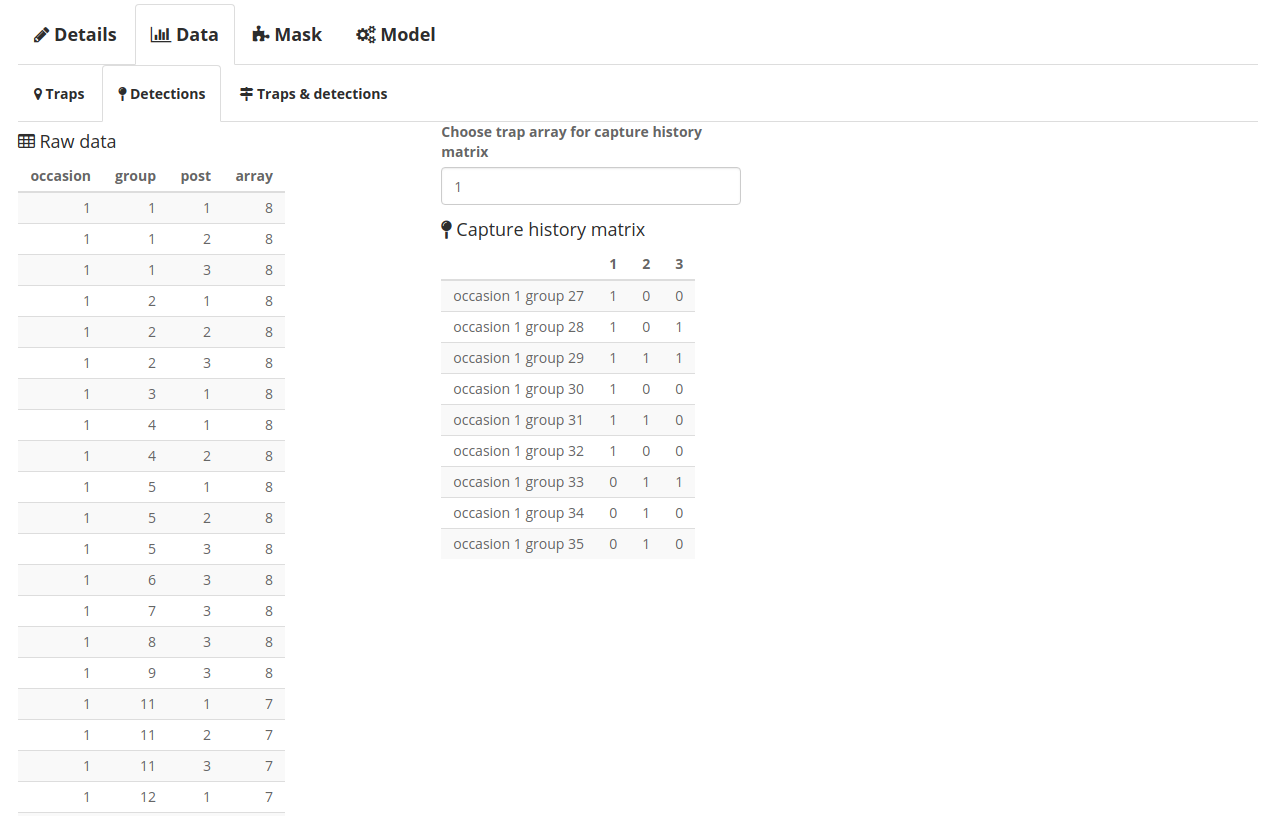 Details Data Mask Model
Traps Detections Traps & detections
Raw data
occasion group post array
1 1 1 8
1 1 2 8
1 1 3 8
1 2 1 8
1 2 2 8
1 2 3 8
1 3 1 8
1 4 1 8
1 4 2 8
1 5 1 8
1 5 2 8
1 5 3 8
1 6 3 8
1 7 3 8
1 8 3 8
1 9 3 8
1 11 1 7
1 11 2 7
1 11 3 7
1 12 1 7
Choose trap array for capture history
matrix
1
Capture history matrix
1 2 3
occasion 1 group 27 1 0 0
occasion 1 group 28 1 0 1
occasion 1 group 29 1 1 1
occasion 1 group 30 1 0 0
occasion 1 group 31 1 1 0
occasion 1 group 32 1 0 0
occasion 1 group 33 0 1 1
occasion 1 group 34 0 1 0
occasion 1 group 35 0 1 0